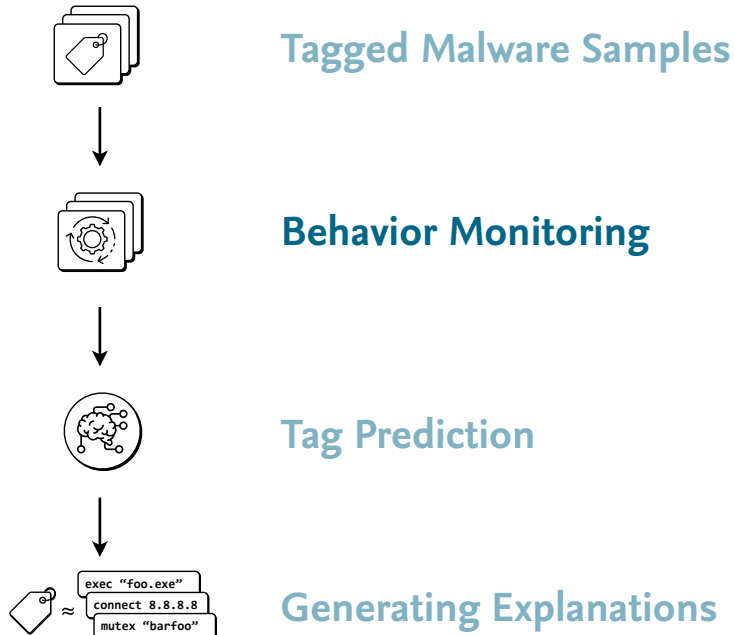 Tagged Malware Samples
Behavior Monitoring
Tag Prediction
exec “foo.exe”
≈ connect 8.8.8.8
mutex “barfoo”
Generating Explanations